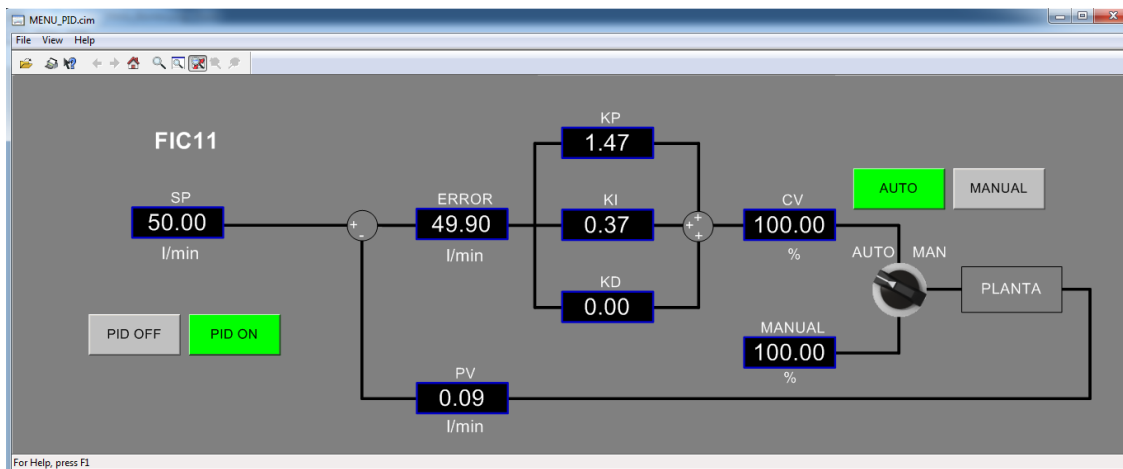 MENU_PID.cim
File View Help
FIC11
KP
1.47
AUTO MANUAL
SP
50.00
l/min
ERROR
49.90
l/min
KI
0.37
CV
100.00
%
AUTO MAN
KD
0.00
PLANTA
PID OFF PID ON
MANUAL
100.00
%
PV
0.09
l/min
For Help, press F1